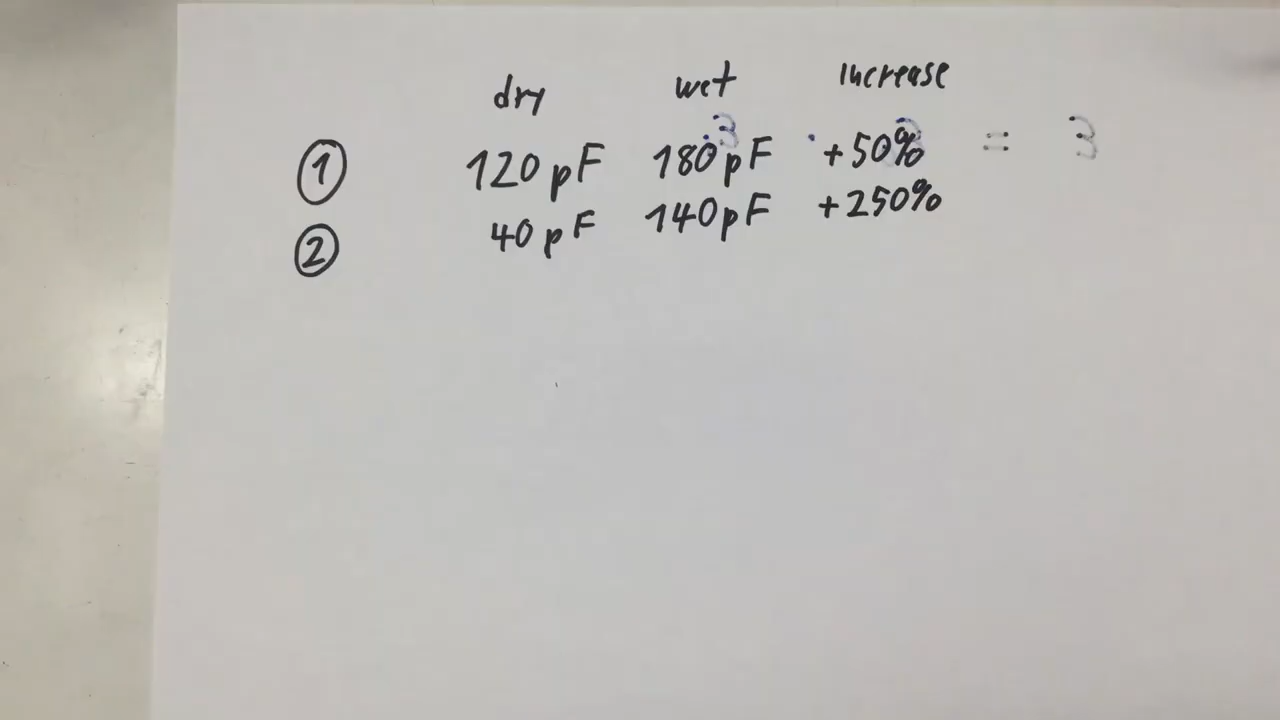 dry wet increase
① 120 pF 180 pF +50%
② 40 pF 140 pF +250%